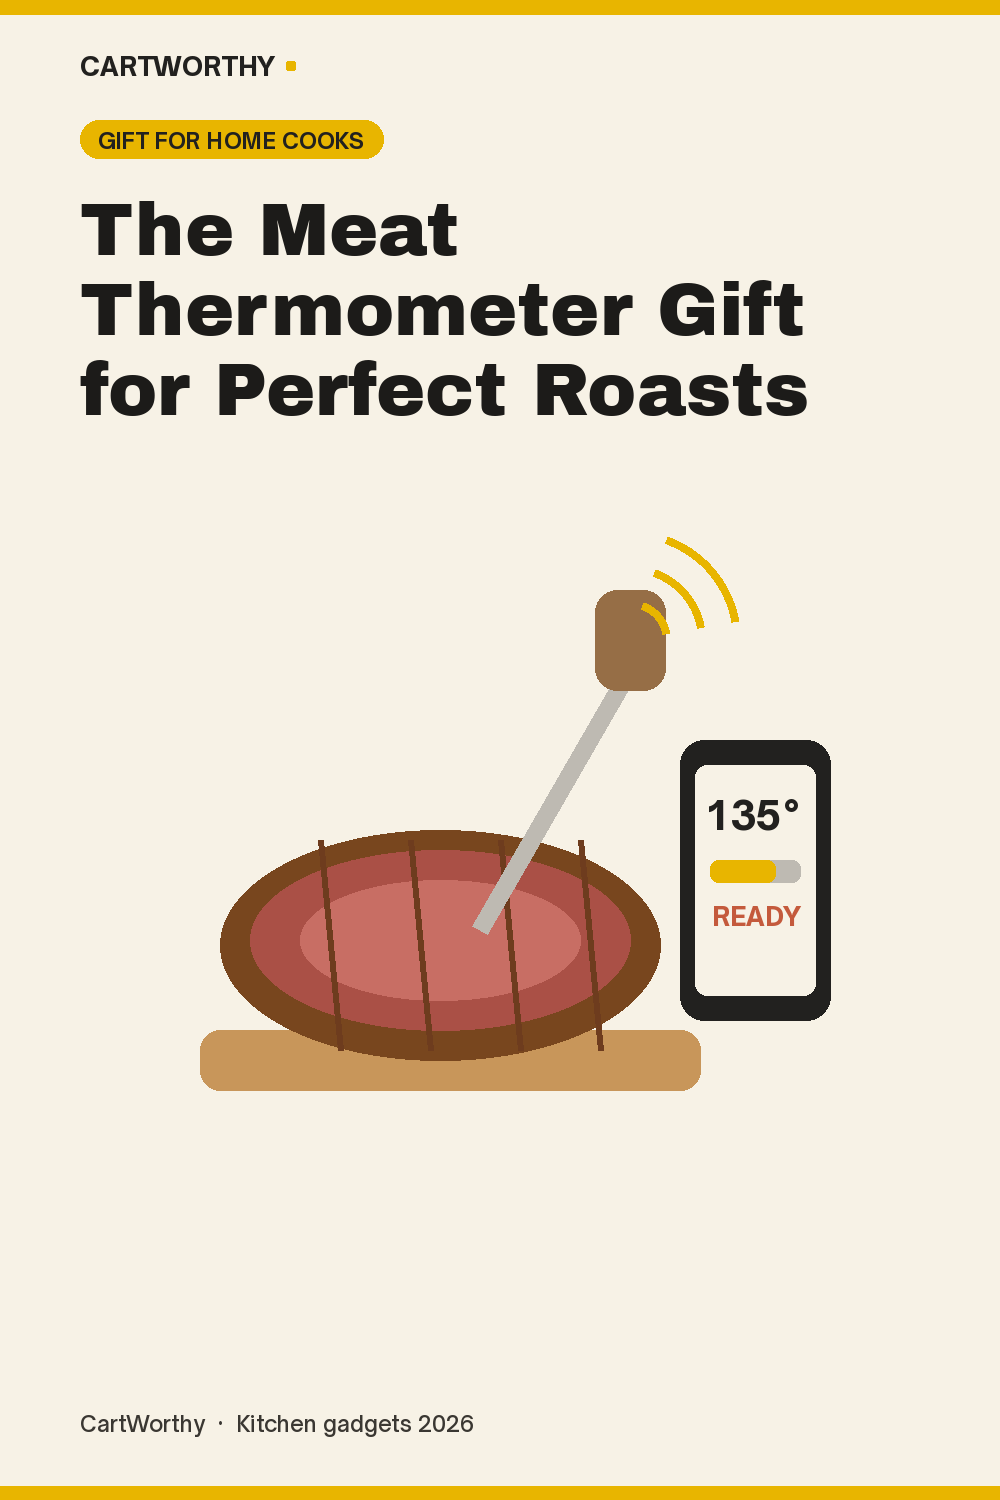 CARTWORTHY
GIFT FOR HOME COOKS
The Meat
Thermometer Gift
for Perfect Roasts
135°
READY
CartWorthy · Kitchen gadgets 2026